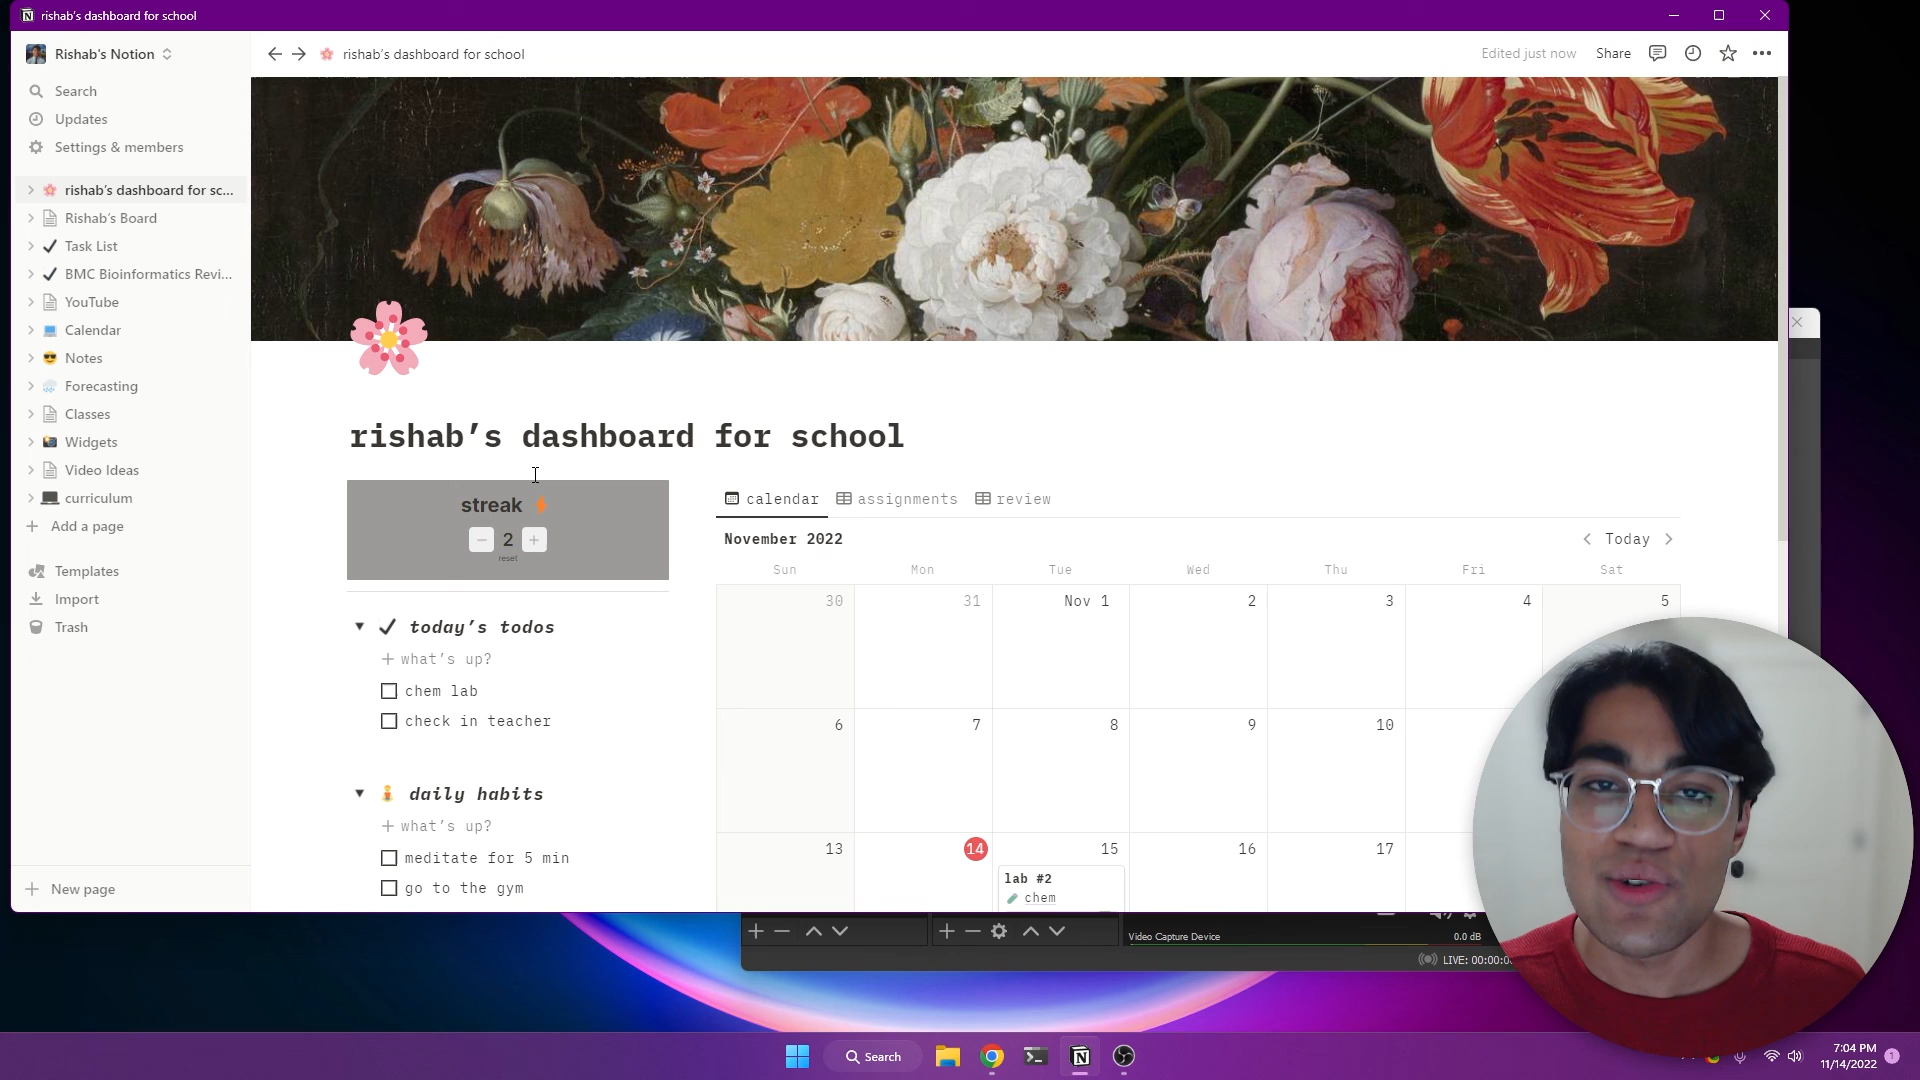 rishab's dashboard for school
Rishab's Notion
rishab's dashboard for school
Edited just now
Share
Search
Updates
Settings & members
rishab's dashboard for sc...
Rishab's Board
Task List
BMC Bioinformatics Revi...
YouTube
Calendar
Notes
Forecasting
Classes
Widgets
Video Ideas
curriculum
Add a page
Templates
Import
Trash
New page
rishab's dashboard for school
streak
2
reset
today's todos
what's up?
chem lab
check in teacher
daily habits
what's up?
meditate for 5 min
go to the gym
calendar assignments review
November 2022
Today
Sun Mon Tue Wed Thu Fri Sat
30 31 Nov 1 2 3 4 5
6 7 8 9 10
13 14 15 16 17
lab #2
chem
Video Capture Device
0.0 dB
LIVE: 00:00:0
Search
7:04 PM
11/14/2022
1